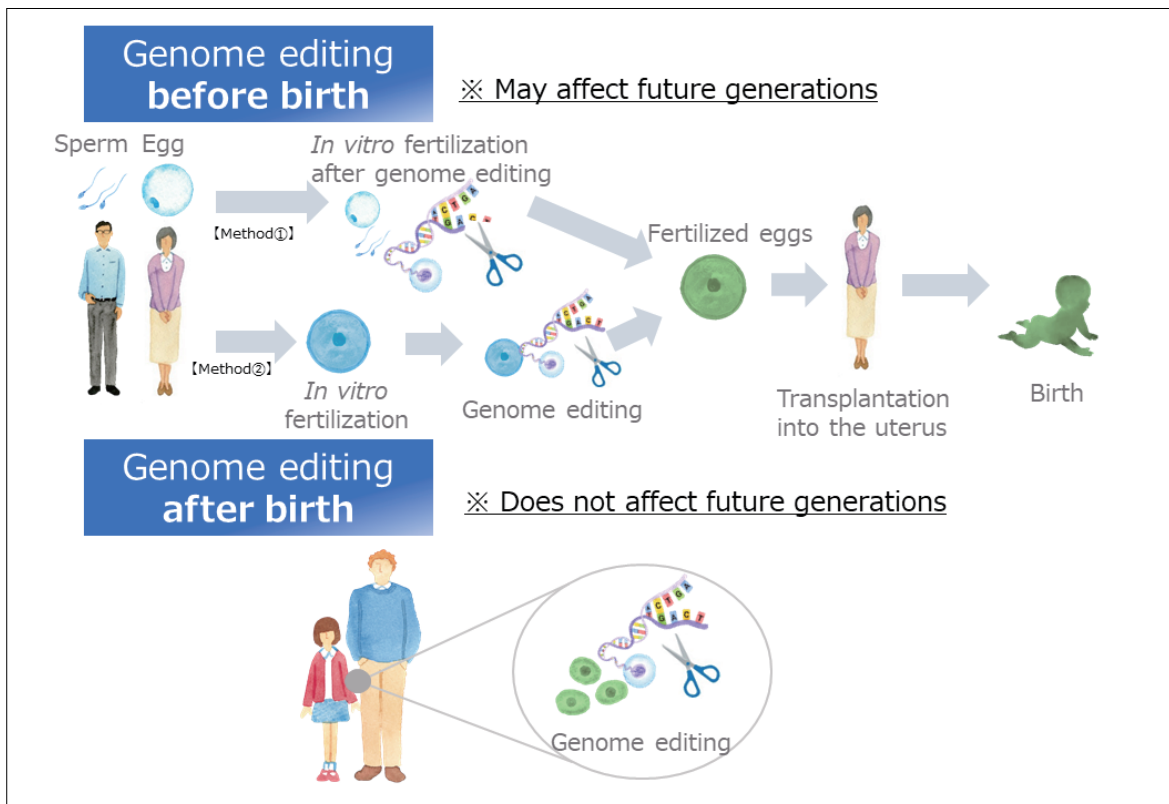 Genome editing
before birth
※ May affect future generations
Sperm Egg
In vitro fertilization
after genome editing
【Method①】
A C T G A
G A C T
Fertilized eggs
【Method②】
In vitro
fertilization
A C T G A
G A C T
Genome editing
Transplantation
into the uterus
Birth
Genome editing
after birth
※ Does not affect future generations
A C T G A
G A C T
Genome editing